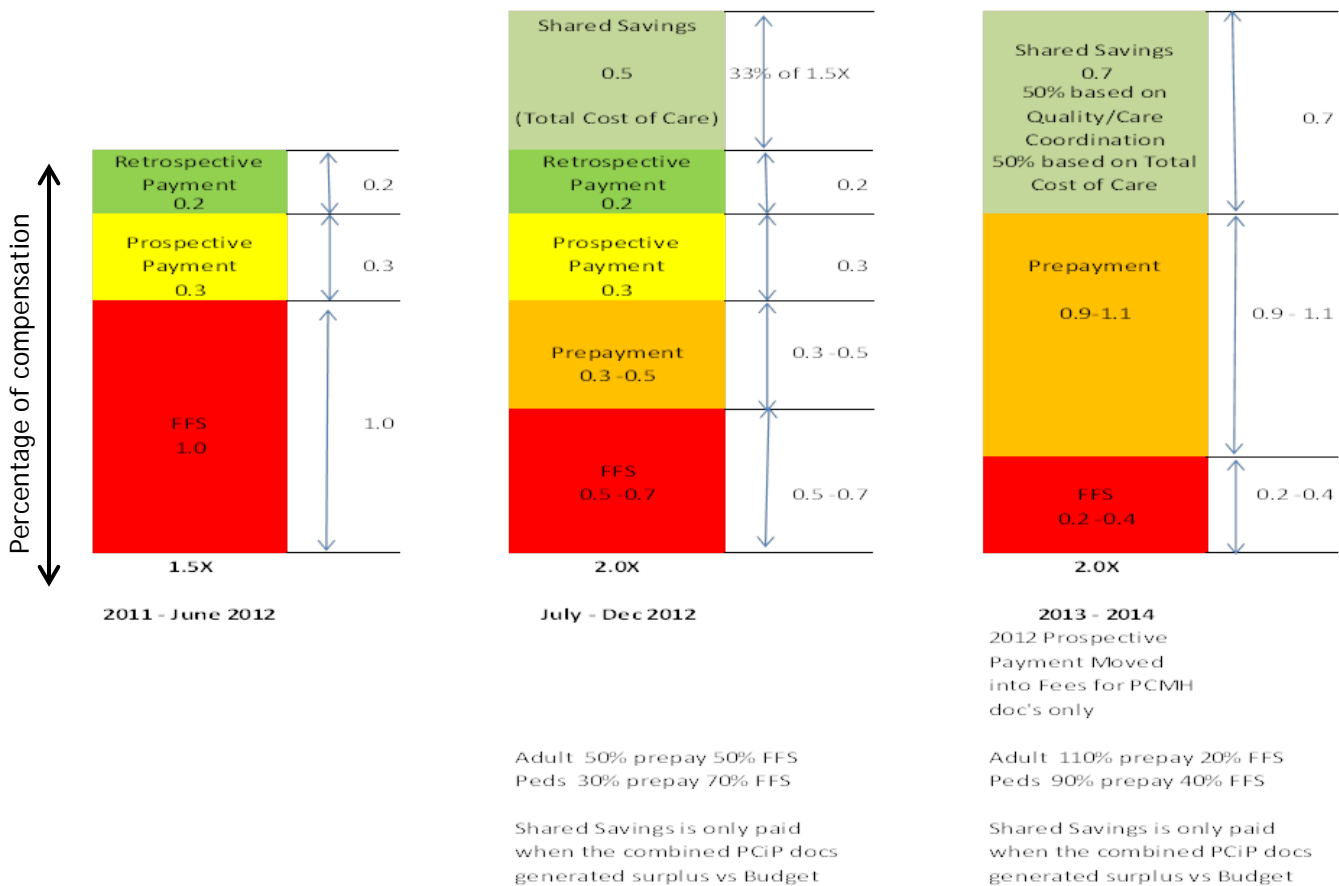 Percentage of compensation
Retrospective
Payment
0.2
0.2
Prospective
Payment
0.3
0.3
FFS
1.0
1.0
1.5X
2011 - June 2012
Shared Savings
0.5
33% of 1.5X
(Total Cost of Care)
Retrospective
Payment
0.2
0.2
Prospective
Payment
0.3
0.3
Prepayment
0.3 -0.5
0.3 -0.5
FFS
0.5 -0.7
0.5 -0.7
2.0X
July - Dec 2012
Adult 50% prepay 50% FFS
Peds 30% prepay 70% FFS
Shared Savings is only paid
when the combined PCiP docs
generated surplus vs Budget
Shared Savings
0.7
50% based on
Quality/Care
Coordination
50% based on Total
Cost of Care
0.7
Prepayment
0.9-1.1
0.9 - 1.1
FFS
0.2 -0.4
0.2 -0.4
2.0X
2013 - 2014
2012 Prospective
Payment Moved
into Fees for PCMH
doc's only
Adult 110% prepay 20% FFS
Peds 90% prepay 40% FFS
Shared Savings is only paid
when the combined PCiP docs
generated surplus vs Budget